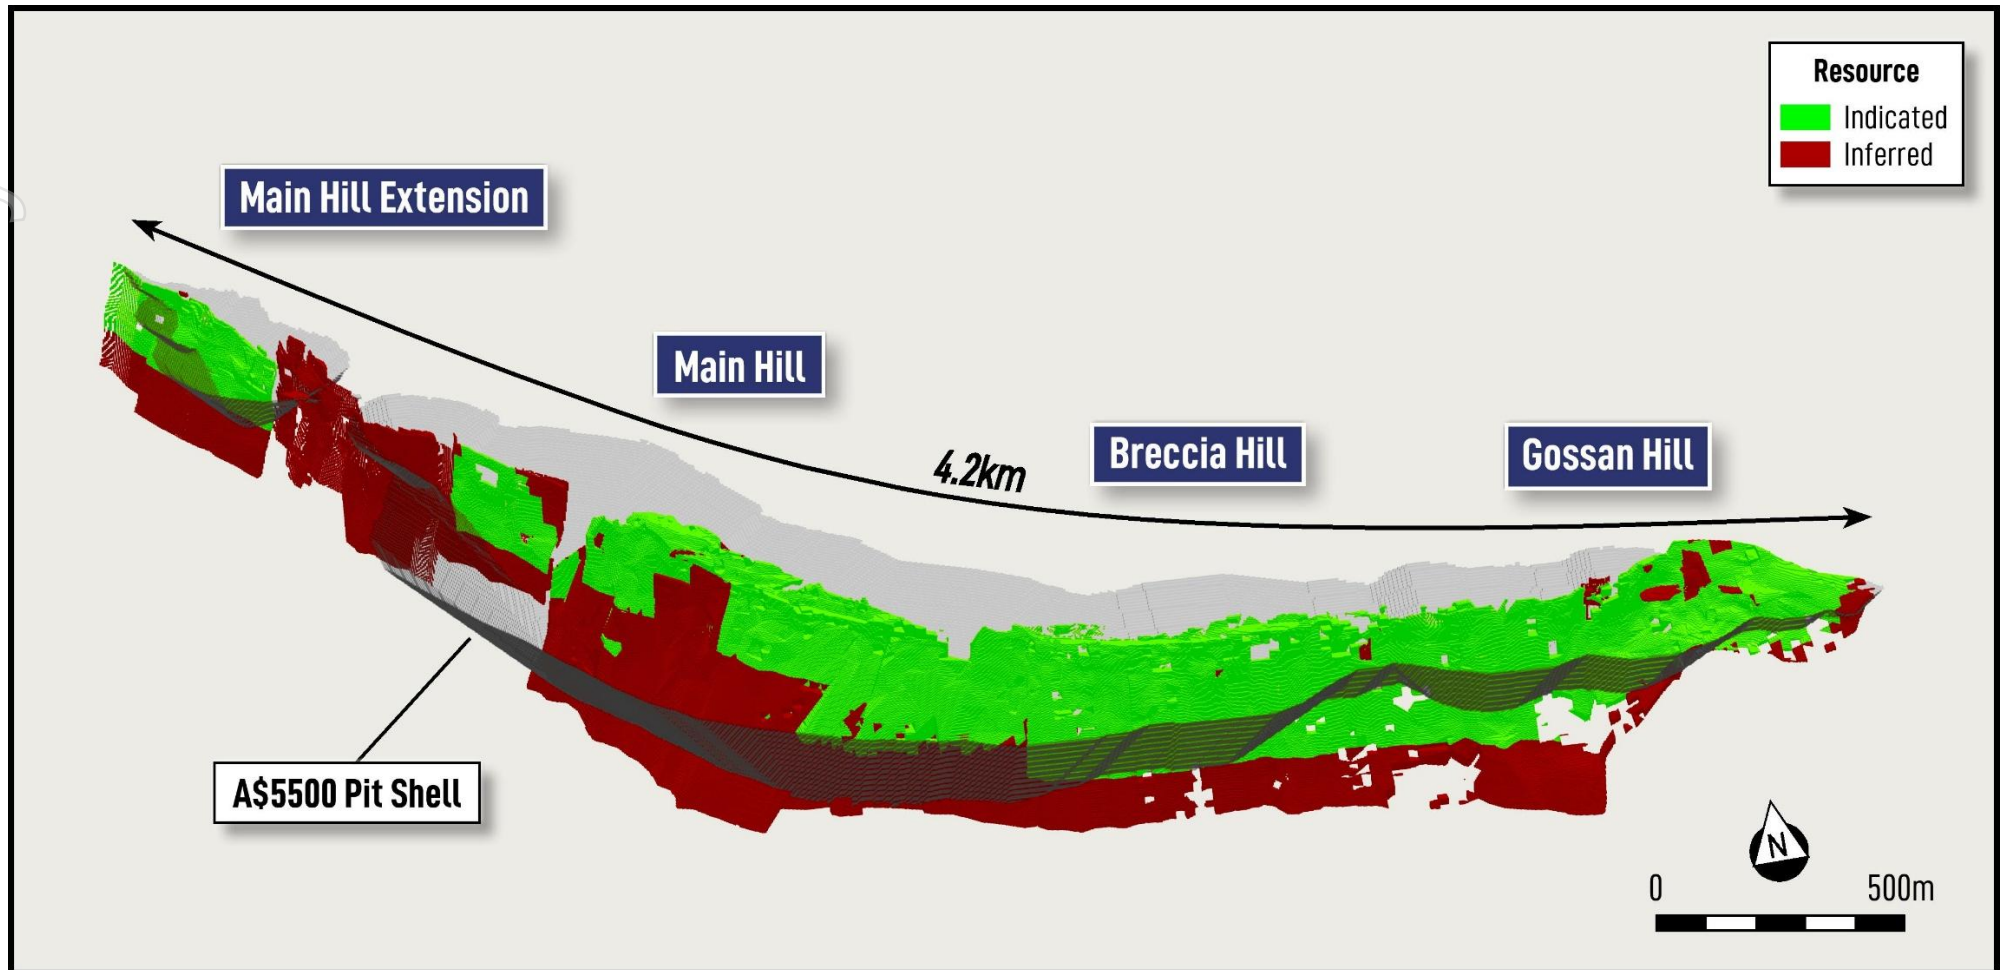 Resource
Indicated
Inferred
Main Hill Extension
Main Hill
Breccia Hill
Gossan Hill
4.2km
A$5500 Pit Shell
N
0 500m